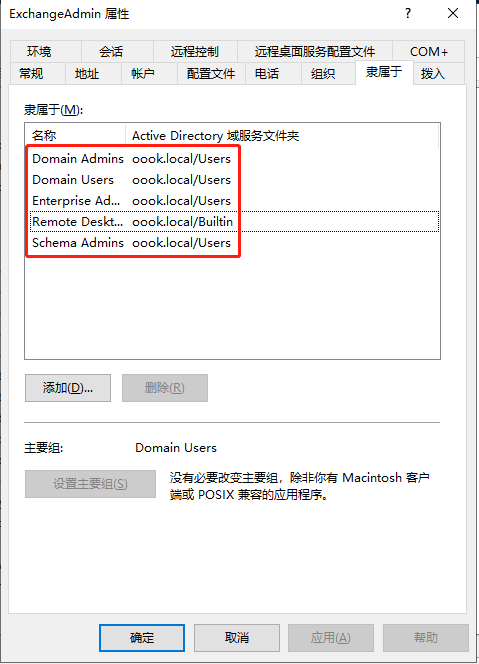 ExchangeAdmin 属性
环境 会话 远程控制 远程桌面服务配置文件 COM+
常规 地址 帐户 配置文件 电话 组织 隶属于 拨入
隶属于(M):
名称 Active Directory 域服务文件夹
Domain Admins oook.local/Users
Domain Users oook.local/Users
Enterprise Ad... oook.local/Users
Remote Deskt... oook.local/Builtin
Schema Admins oook.local/Users
添加(D)... 删除(R)
主要组: Domain Users
设置主要组(S) 没有必要改变主要组，除非你有 Macintosh 客户
端或 POSIX 兼容的应用程序。
确定 取消 应用(A) 帮助